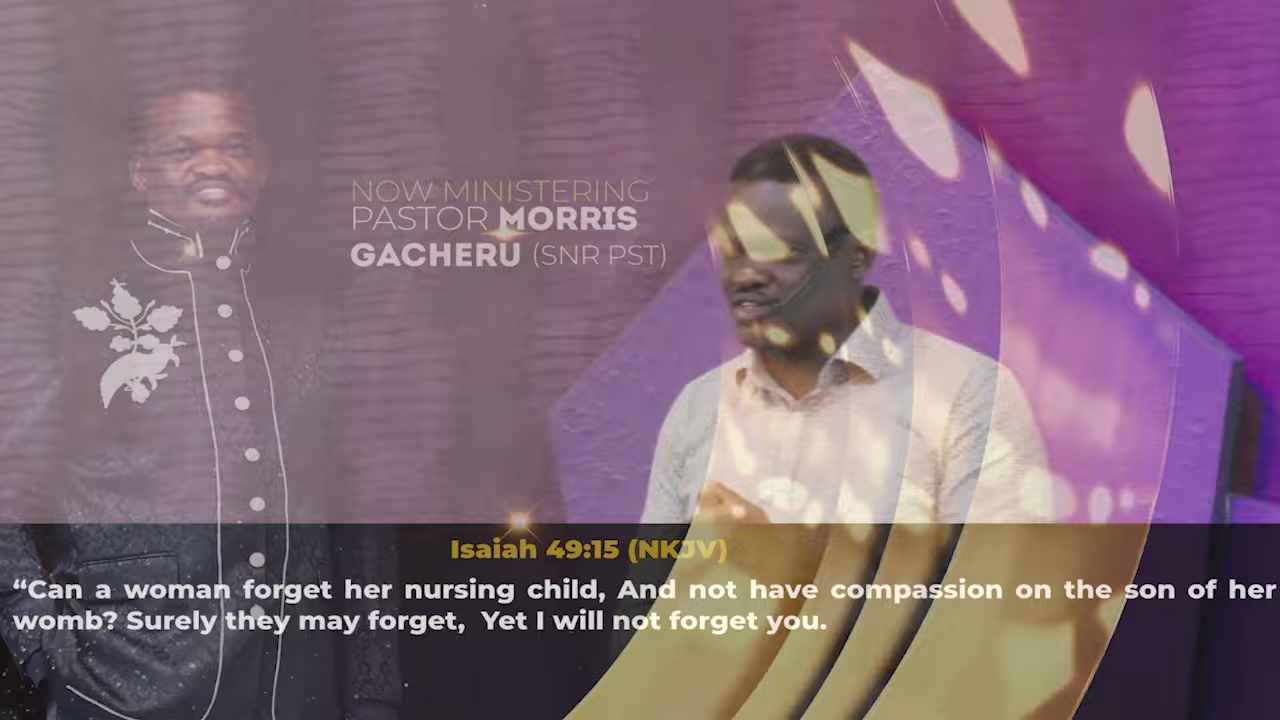 NOW MINISTERING
PASTOR MORRIS
GACHERU (SNR PST)
Isaiah 49:15 (NKJV)
“Can a woman forget her nursing child, And not have compassion on the son of her
womb? Surely they may forget, Yet I will not forget you.